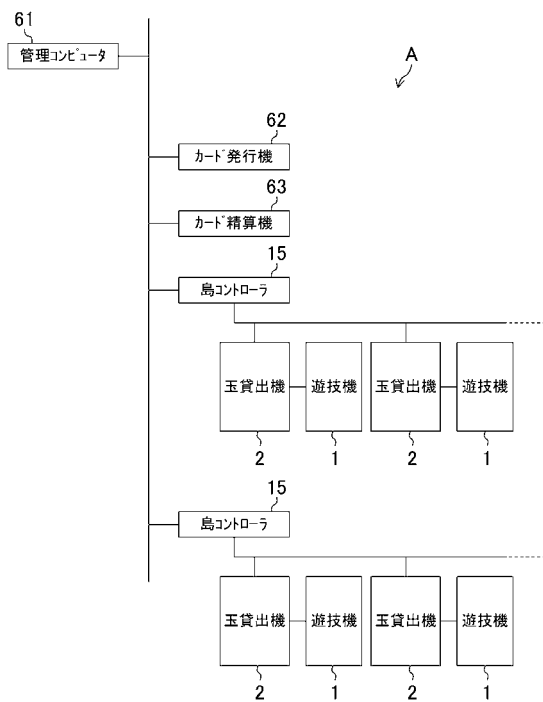 61
管理ｺﾝﾋﾟｭｰﾀ
A
62
ｶｰﾄﾞ発行機
63
ｶｰﾄﾞ精算機
15
島ｺﾝﾄﾛｰﾗ
玉貸出機 遊技機 玉貸出機 遊技機
2 1 2 1
15
島ｺﾝﾄﾛｰﾗ
玉貸出機 遊技機 玉貸出機 遊技機
2 1 2 1